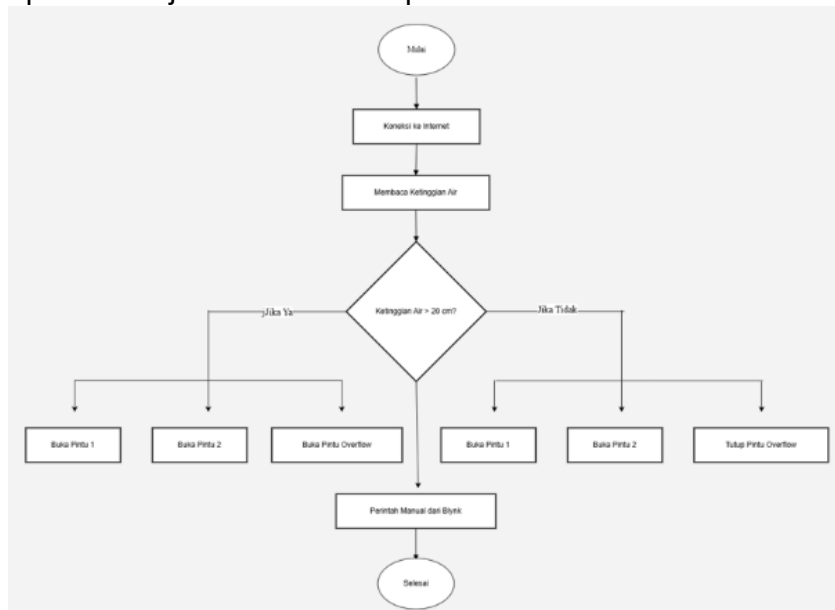 Mulai
Koneksi ke Internet
Membaca Ketinggian Air
Ketinggian Air > 20 cm?
Jika Ya
Jika Tidak
Buka Pintu 1
Buka Pintu 2
Buka Pintu Overflow
Buka Pintu 1
Buka Pintu 2
Tutup Pintu Overflow
Perintah Manual dari Blynk
Selesai